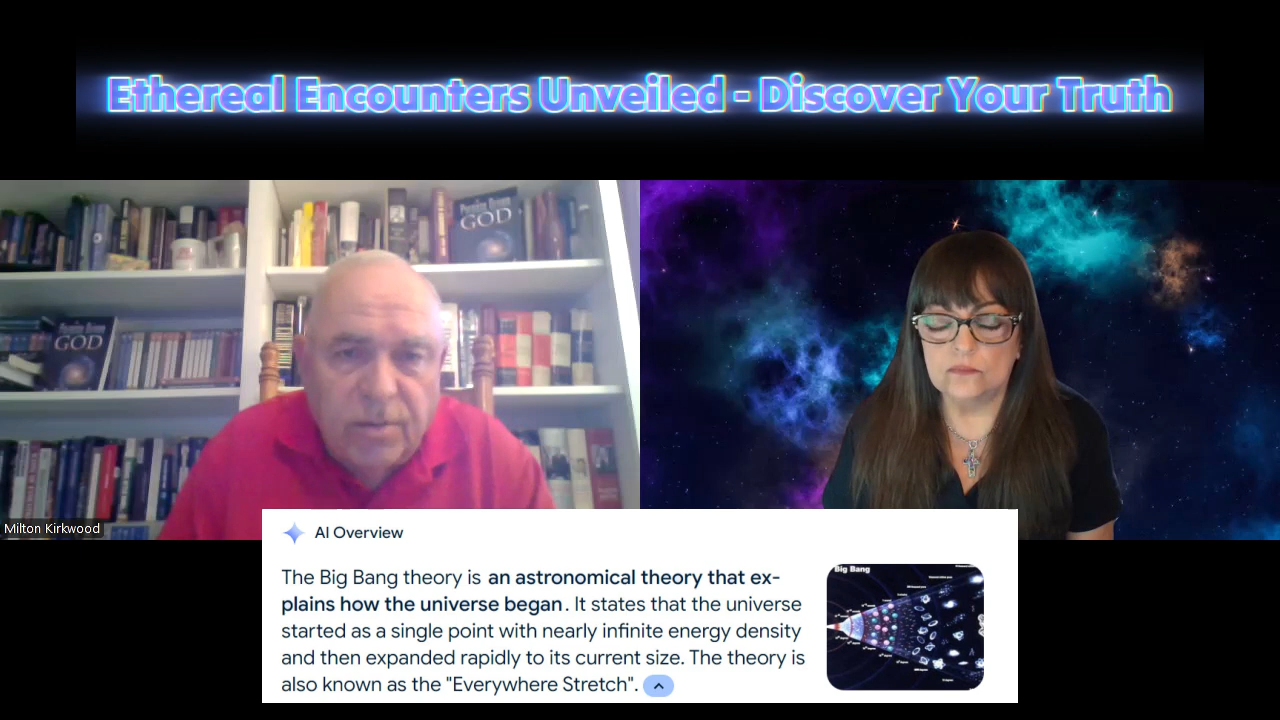 Ethereal Encounters Unveiled - Discover Your Truth
GOD
GOD
Milton Kirkwood
AI Overview
The Big Bang theory is an astronomical theory that ex-
plains how the universe began. It states that the universe
started as a single point with nearly infinite energy density
and then expanded rapidly to its current size. The theory is
also known as the "Everywhere Stretch".
Big Bang